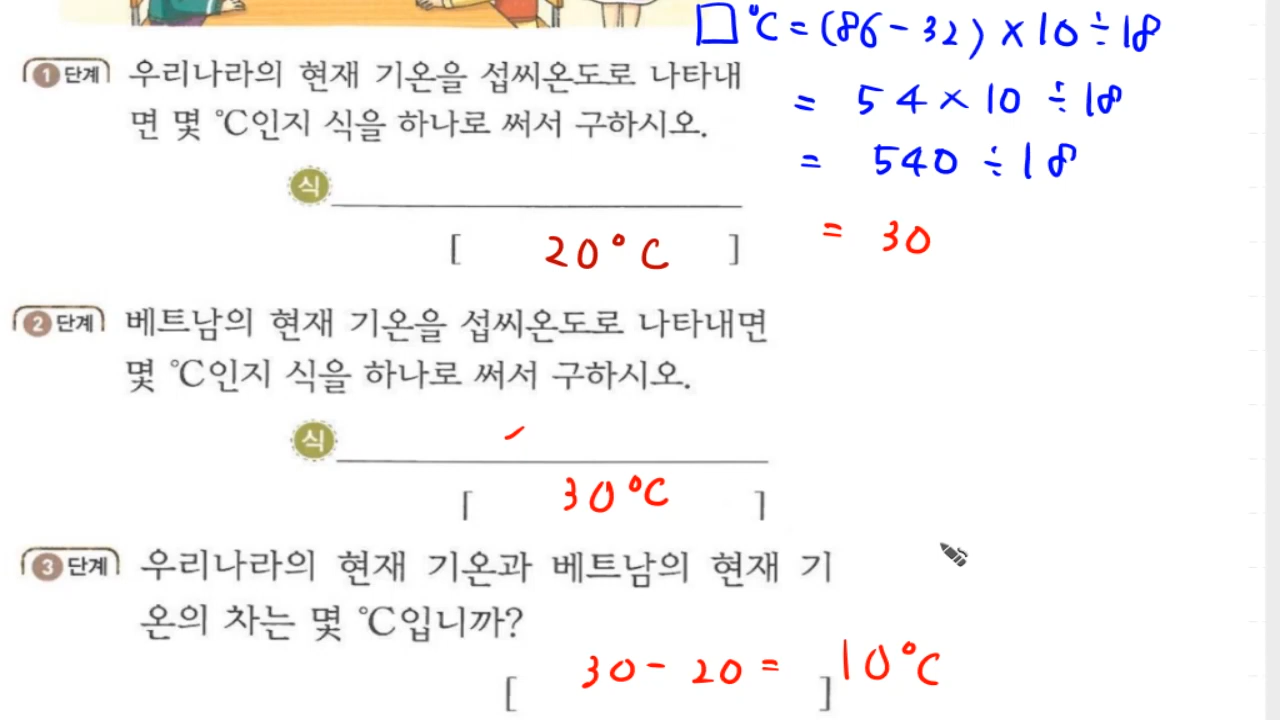 □°C = (86 - 32) × 10 ÷ 18
= 54 × 10 ÷ 18
= 540 ÷ 18
= 30
1 단계 우리나라의 현재 기온을 섭씨온도로 나타내
면 몇 ℃인지 식을 하나로 써서 구하시오.
식
[ 20°C ]
2 단계 베트남의 현재 기온을 섭씨온도로 나타내면
몇 ℃인지 식을 하나로 써서 구하시오.
식
[ 30°C ]
3 단계 우리나라의 현재 기온과 베트남의 현재 기
온의 차는 몇 ℃입니까?
[ 30 - 20 = ] 10°C